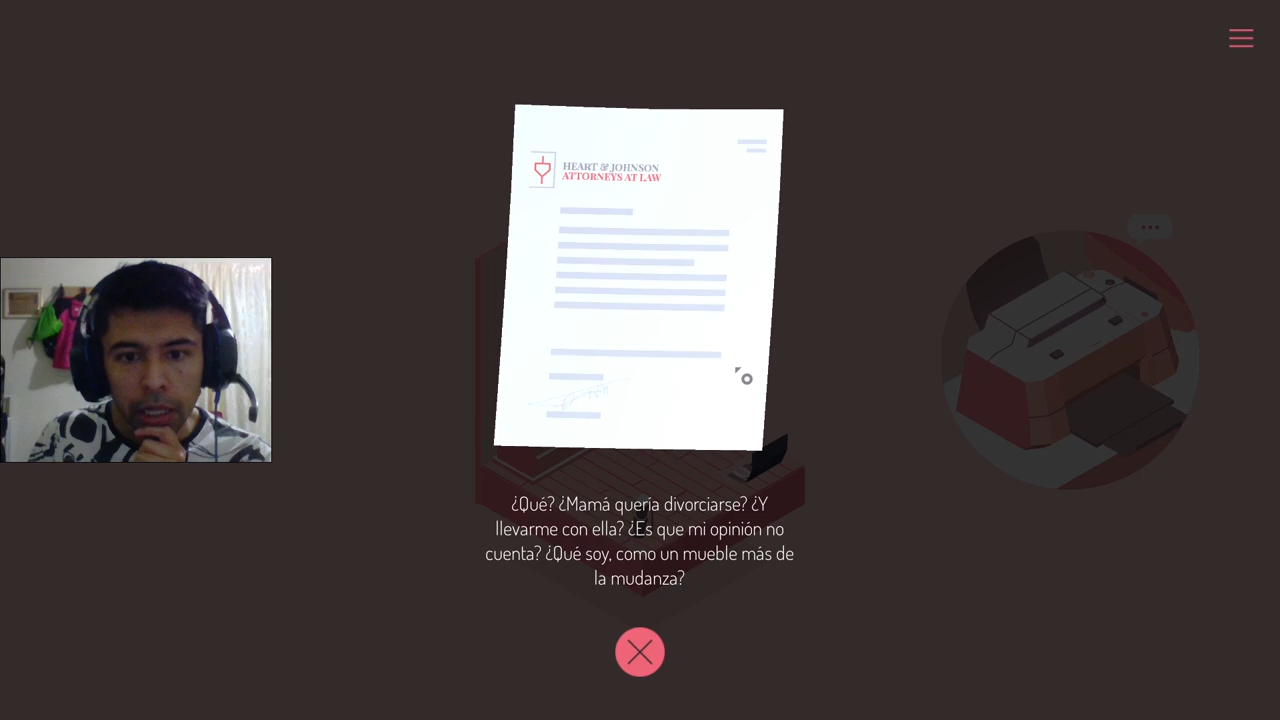 HEART & JOHNSON
ATTORNEYS AT LAW
¿Qué? ¿Mamá quería divorciarse? ¿Y
llevarme con ella? ¿Es que mi opinión no
cuenta? ¿Qué soy, como un mueble más de
la mudanza?